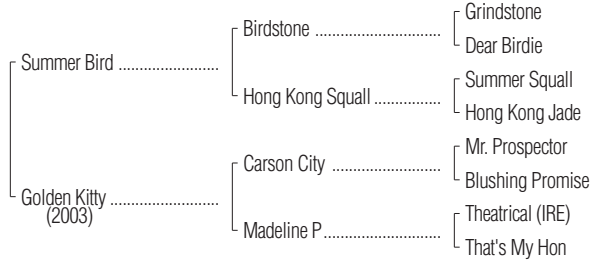 Grindstone
Birdstone
Dear Birdie
Summer Bird
Summer Squall
Hong Kong Squall
Hong Kong Jade
Mr. Prospector
Carson City
Blushing Promise
Golden Kitty
(2003)
Theatrical (IRE)
Madeline P.
That's My Hon